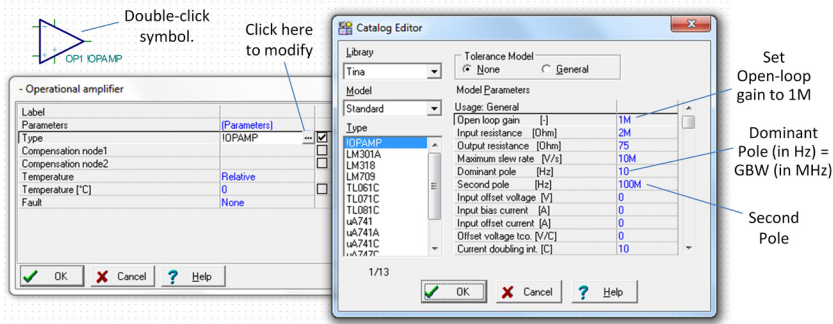 Double-click
symbol.
OP1 !OPAMP
Click here
to modify
- Operational amplifier
Label
Parameters (Parameters)
Type !OPAMP ...
Compensation node1
Compensation node2
Temperature Relative
Temperature [°C] 0
Fault None
OK Cancel ? Help
Catalog Editor
Library
Tina
Model
Standard
Type
!OPAMP
LM301A
LM318
LM709
TL061C
TL071C
TL081C
uA741
uA741A
uA741C
uA747C
1/13
Tolerance Model
None General
Model Parameters
Usage: General
Open loop gain [-] 1M
Input resistance [Ohm] 2M
Output resistance [Ohm] 75
Maximum slew rate [V/s] 10M
Dominant pole [Hz] 10
Second pole [Hz] 100M
Input offset voltage [V] 0
Input bias current [A] 0
Input offset current [A] 0
Offset voltage tco. [V/C] 0
Current doubling int. [C] 10
OK Cancel ? Help
Set
Open-loop
gain to 1M
Dominant
Pole (in Hz) =
GBW (in MHz)
Second
Pole